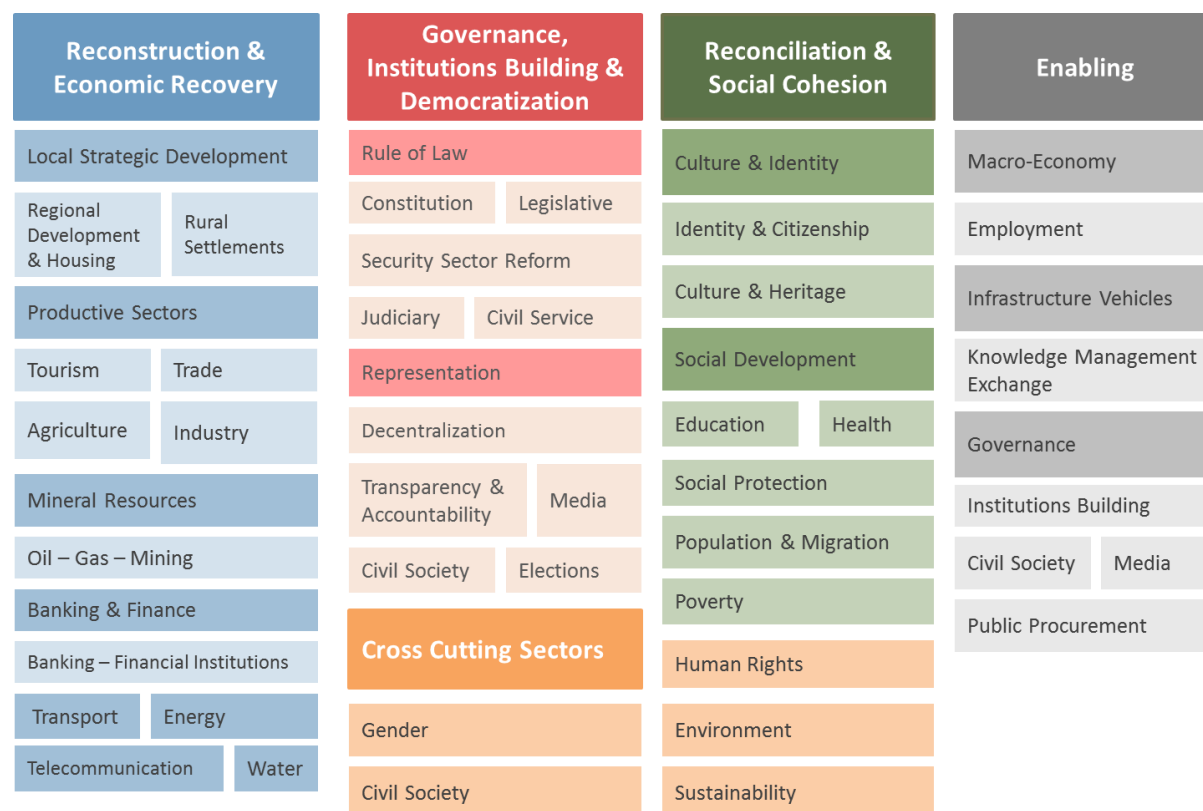 Reconstruction &
Economic Recovery
Local Strategic Development
Regional
Development
& Housing
Rural
Settlements
Productive Sectors
Tourism
Trade
Agriculture
Industry
Mineral Resources
Oil – Gas – Mining
Banking & Finance
Banking – Financial Institutions
Transport
Energy
Telecommunication
Water
Governance,
Institutions Building &
Democratization
Rule of Law
Constitution
Legislative
Security Sector Reform
Judiciary
Civil Service
Representation
Decentralization
Transparency &
Accountability
Media
Civil Society
Elections
Cross Cutting Sectors
Gender
Civil Society
Reconciliation &
Social Cohesion
Culture & Identity
Identity & Citizenship
Culture & Heritage
Social Development
Education
Health
Social Protection
Population & Migration
Poverty
Human Rights
Environment
Sustainability
Enabling
Macro-Economy
Employment
Infrastructure Vehicles
Knowledge Management
Exchange
Governance
Institutions Building
Civil Society
Media
Public Procurement